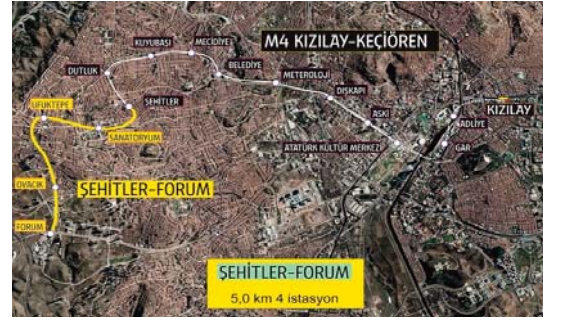 M4 KIZILAY-KEÇİÖREN
KUYUBAŞI
MECİDİYE
BELEDİYE
DUTLUK
METEROLOJİ
ŞEHİTLER
DIŞKAPI
UFUKTEPE
SANATORYUM
ASKİ
KIZILAY
ADLİYE
ATATÜRK KÜLTÜR MERKEZİ
GAR
OVACIK
ŞEHİTLER-FORUM
FORUM
ŞEHİTLER-FORUM
5,0 km 4 istasyon